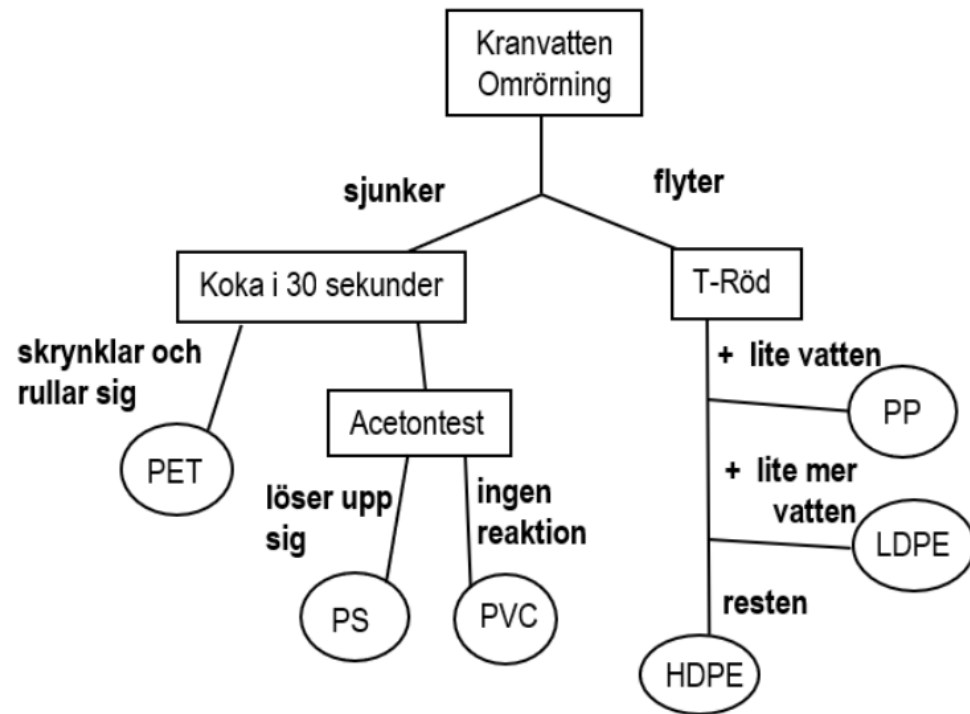 Kranvatten
Omrörning
sjunker
flyter
Koka i 30 sekunder
T-Röd
skrynklar och
rullar sig
+ lite vatten
PP
Acetontest
PET
+ lite mer
vatten
löser upp
sig
ingen
reaktion
LDPE
resten
PS
PVC
HDPE